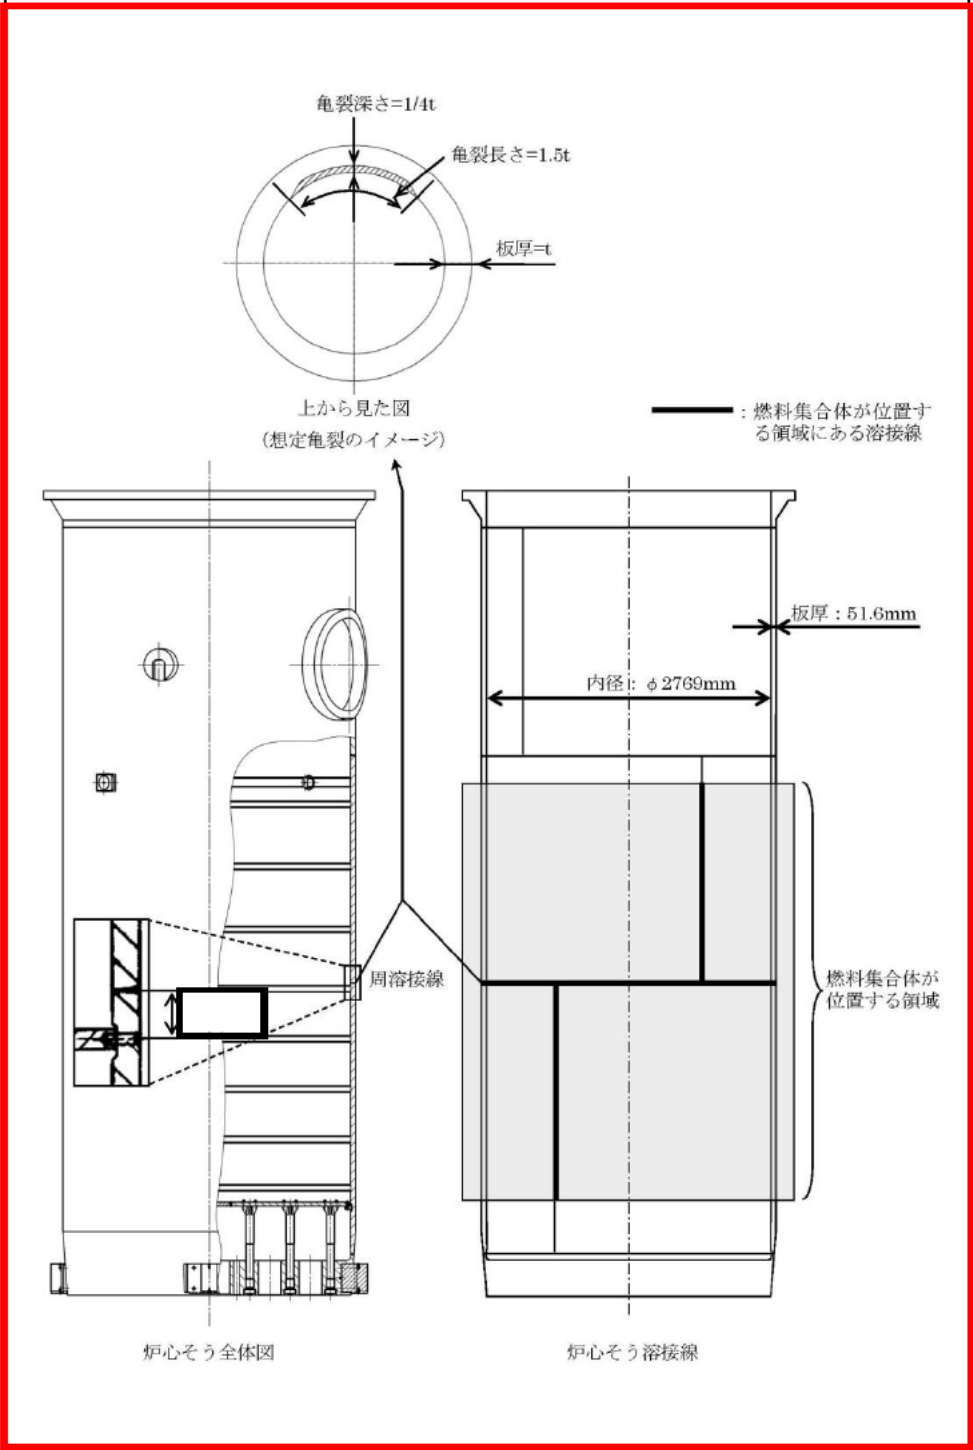 亀裂深さ=1/4t
亀裂長さ=1.5t
板厚=t
上から見た図
(想定亀裂のイメージ)
：燃料集合体が位置す
る領域にある溶接線
板厚：51.6mm
内径：φ2769mm
周溶接線
燃料集合体が
位置する領域
炉心そう全体図
炉心そう溶接線